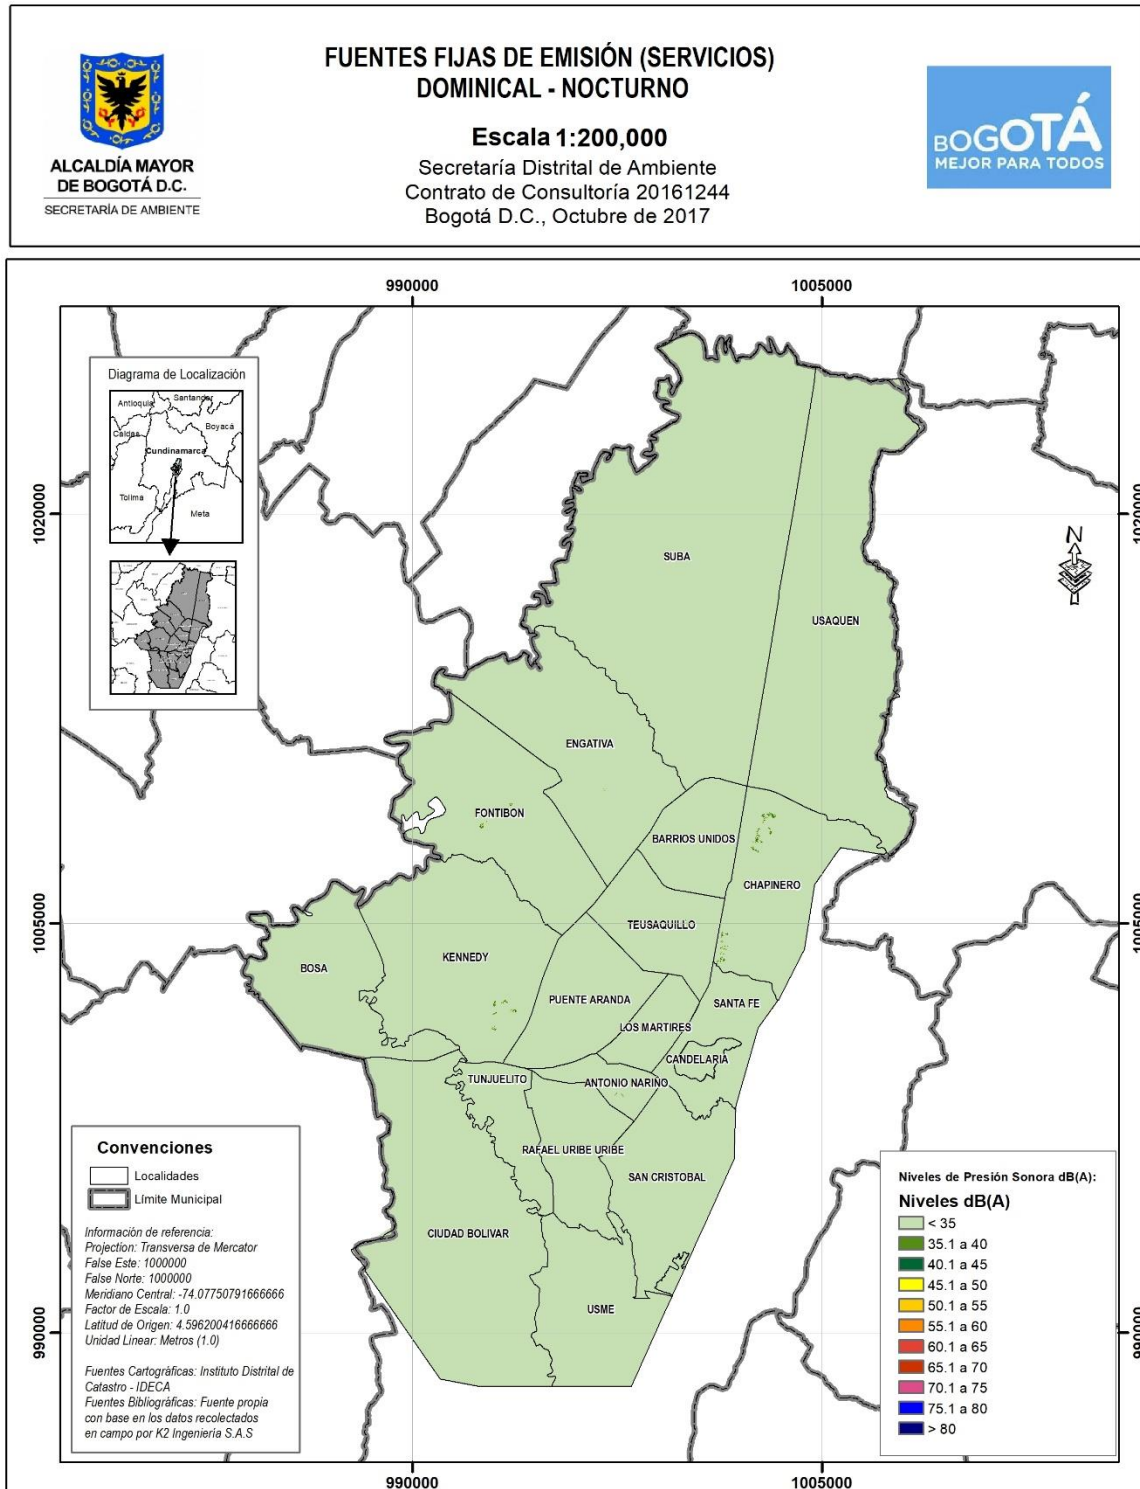 ALCALDÍA MAYOR
DE BOGOTÁ D.C.
SECRETARÍA DE AMBIENTE
FUENTES FIJAS DE EMISIÓN (SERVICIOS)
DOMINICAL - NOCTURNO
Escala 1:200,000
Secretaría Distrital de Ambiente
Contrato de Consultoría 20161244
Bogotá D.C., Octubre de 2017
BOGOTÁ
MEJOR PARA TODOS
990000
1005000
Diagrama de Localización
Antioquia
Santander
Boyacá
Caldas
Cundinamarca
Tolima
Meta
1020000
1020000
N
SUBA
USAQUEN
ENGATIVA
FONTIBON
BARRIOS UNIDOS
CHAPINERO
TEUSAQUILLO
1005000
1005000
KENNEDY
BOSA
PUENTE ARANDA
SANTA FE
LOS MARTIRES
CANDELARIA
TUNJUELITO
ANTONIO NARIÑO
RAFAEL URIBE URIBE
SAN CRISTOBAL
CIUDAD BOLIVAR
USME
990000
990000
Convenciones
Localidades
Límite Municipal
Información de referencia:
Projection: Transversa de Mercator
False Este: 1000000
False Norte: 1000000
Meridiano Central: -74.07750791666666
Factor de Escala: 1.0
Latitud de Origen: 4.596200416666666
Unidad Linear: Metros (1.0)
Fuentes Cartográficas: Instituto Distrital de
Catastro - IDECA
Fuentes Bibliográficas: Fuente propia
con base en los datos recolectados
en campo por K2 Ingeniería S.A.S
Niveles de Presión Sonora dB(A):
Niveles dB(A)
< 35
35.1 a 40
40.1 a 45
45.1 a 50
50.1 a 55
55.1 a 60
60.1 a 65
65.1 a 70
70.1 a 75
75.1 a 80
> 80
990000
1005000